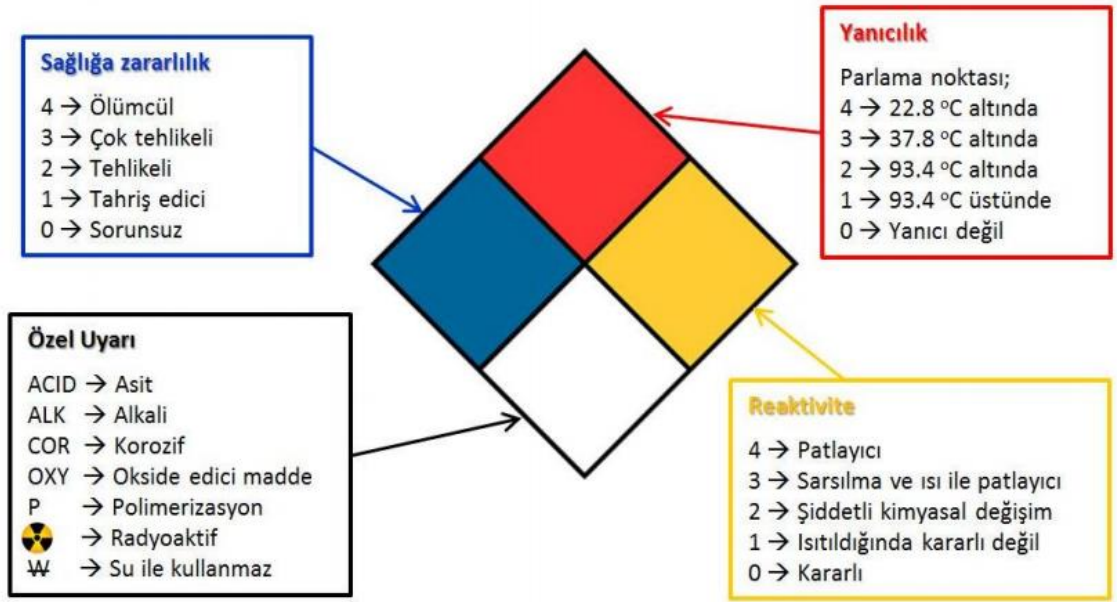 Sağlığa zararlılık
4 → Ölümcül
3 → Çok tehlikeli
2 → Tehlikeli
1 → Tahriş edici
0 → Sorunsuz
Yanıcılık
Parlama noktası;
4 → 22.8 °C altında
3 → 37.8 °C altında
2 → 93.4 °C altında
1 → 93.4 °C üstünde
0 → Yanıcı değil
Özel Uyarı
ACID → Asit
ALK → Alkali
COR → Korozif
OXY → Okside edici madde
P → Polimerizasyon
☢ → Radyoaktif
W̶ → Su ile kullanmaz
Reaktivite
4 → Patlayıcı
3 → Sarsılma ve ısı ile patlayıcı
2 → Şiddetli kimyasal değişim
1 → Isıtıldığında kararlı değil
0 → Kararlı